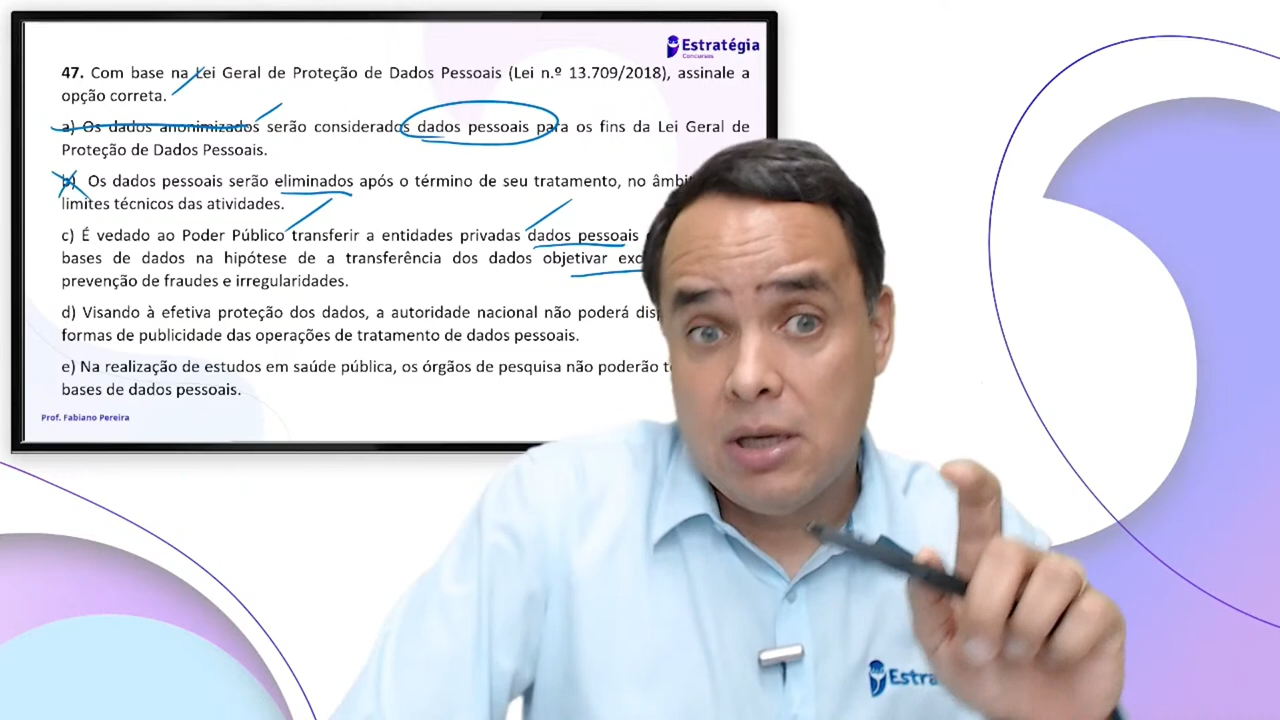 Estratégia
Concursos
47. Com base na Lei Geral de Proteção de Dados Pessoais (Lei n.º 13.709/2018), assinale a
opção correta.
a) Os dados anonimizados serão considerados dados pessoais para os fins da Lei Geral de
Proteção de Dados Pessoais.
b) Os dados pessoais serão eliminados após o término de seu tratamento, no
limites técnicos das atividades.
c) É vedado ao Poder Público transferir a entidades privadas dados pessoais
bases de dados na hipótese de a transferência dos dados objetivar
prevenção de fraudes e irregularidades.
d) Visando à efetiva proteção dos dados, a autoridade nacional não poderá
formas de publicidade das operações de tratamento de dados pessoais.
e) Na realização de estudos em saúde pública, os órgãos de pesquisa não poderão
bases de dados pessoais.
Prof. Fabiano Pereira